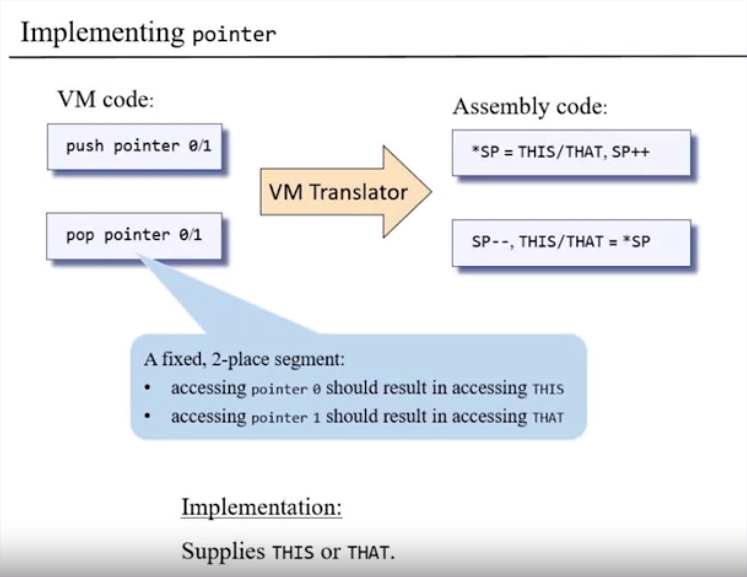 Implementing pointer
VM code:
push pointer 0/1
pop pointer 0/1
VM Translator
Assembly code:
*SP = THIS/THAT, SP++
SP--, THIS/THAT = *SP
A fixed, 2-place segment:
• accessing pointer 0 should result in accessing THIS
• accessing pointer 1 should result in accessing THAT
Implementation:
Supplies THIS or THAT.